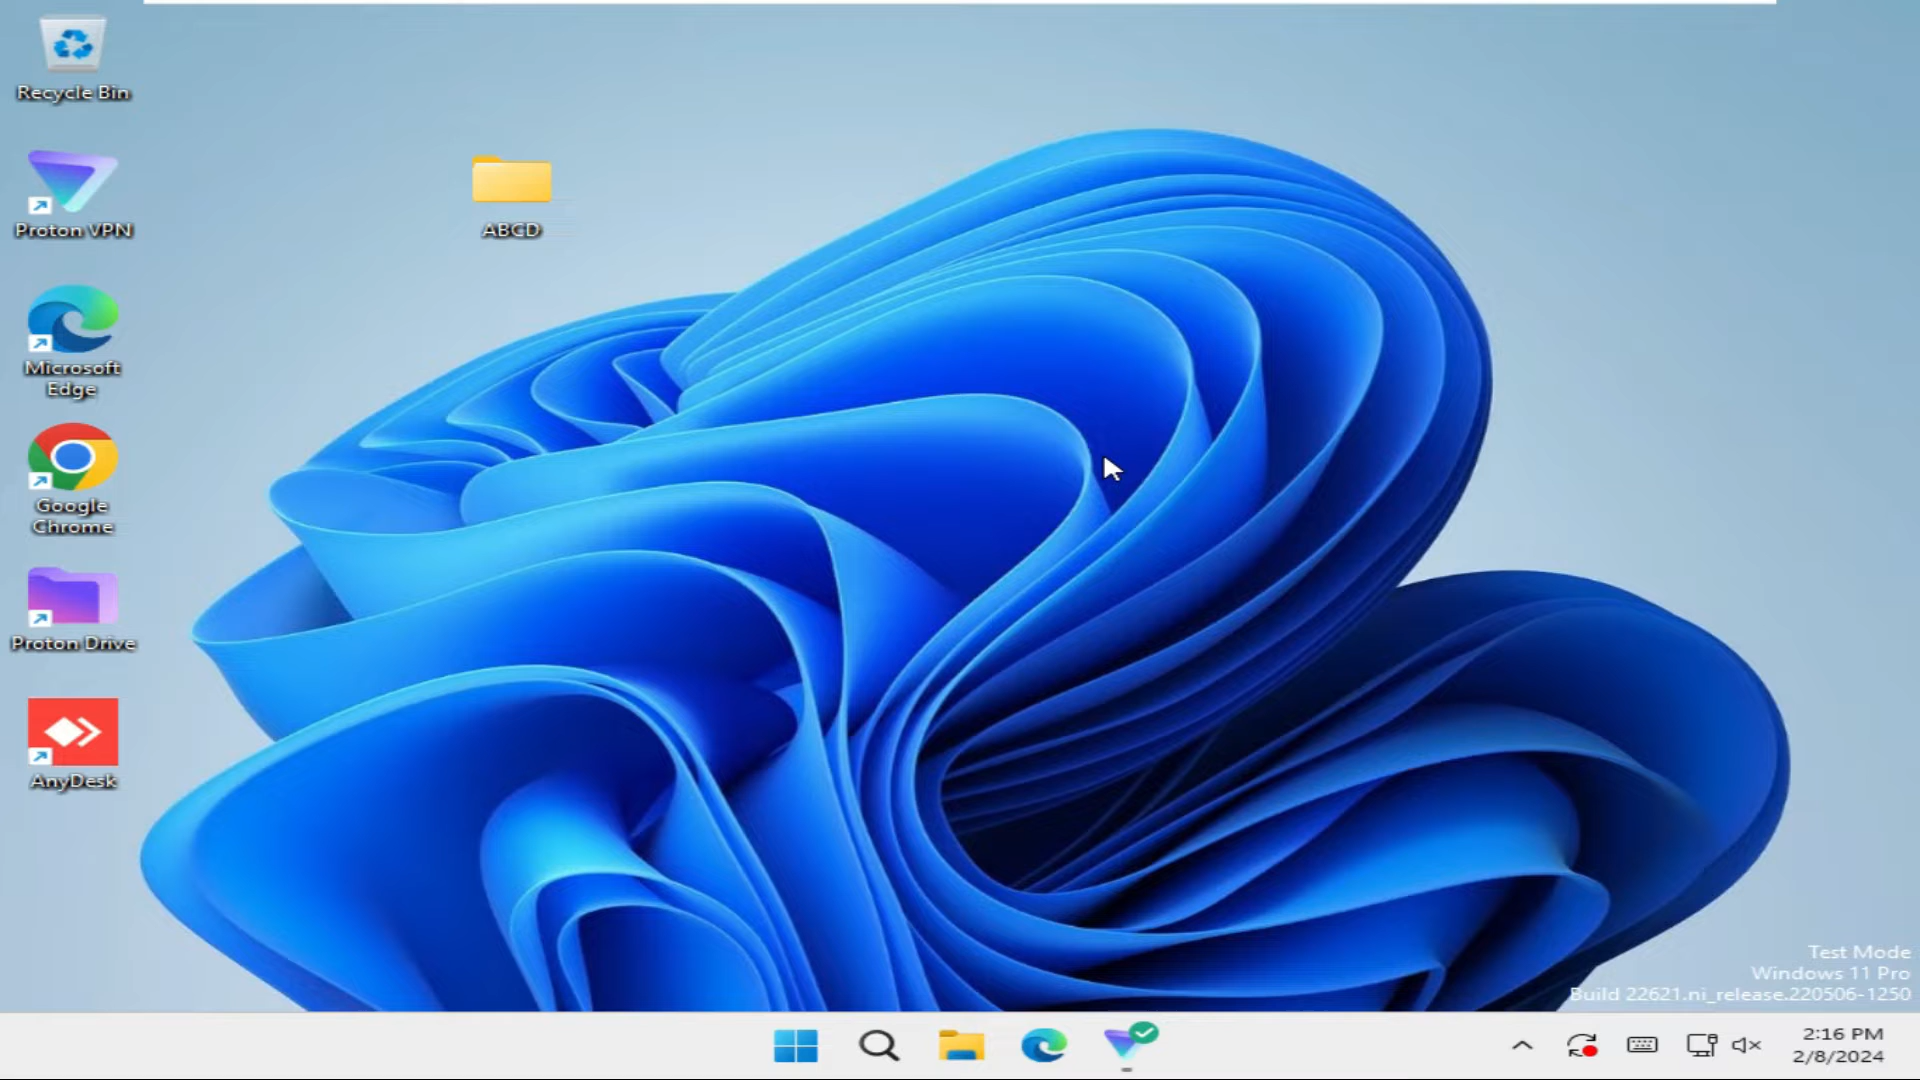 Recycle Bin
Proton VPN
ABCD
Microsoft
Edge
Google
Chrome
Proton Drive
AnyDesk
Test Mode
Windows 11 Pro
Build 22621.ni_release.220506-1250
2:16 PM
2/8/2024